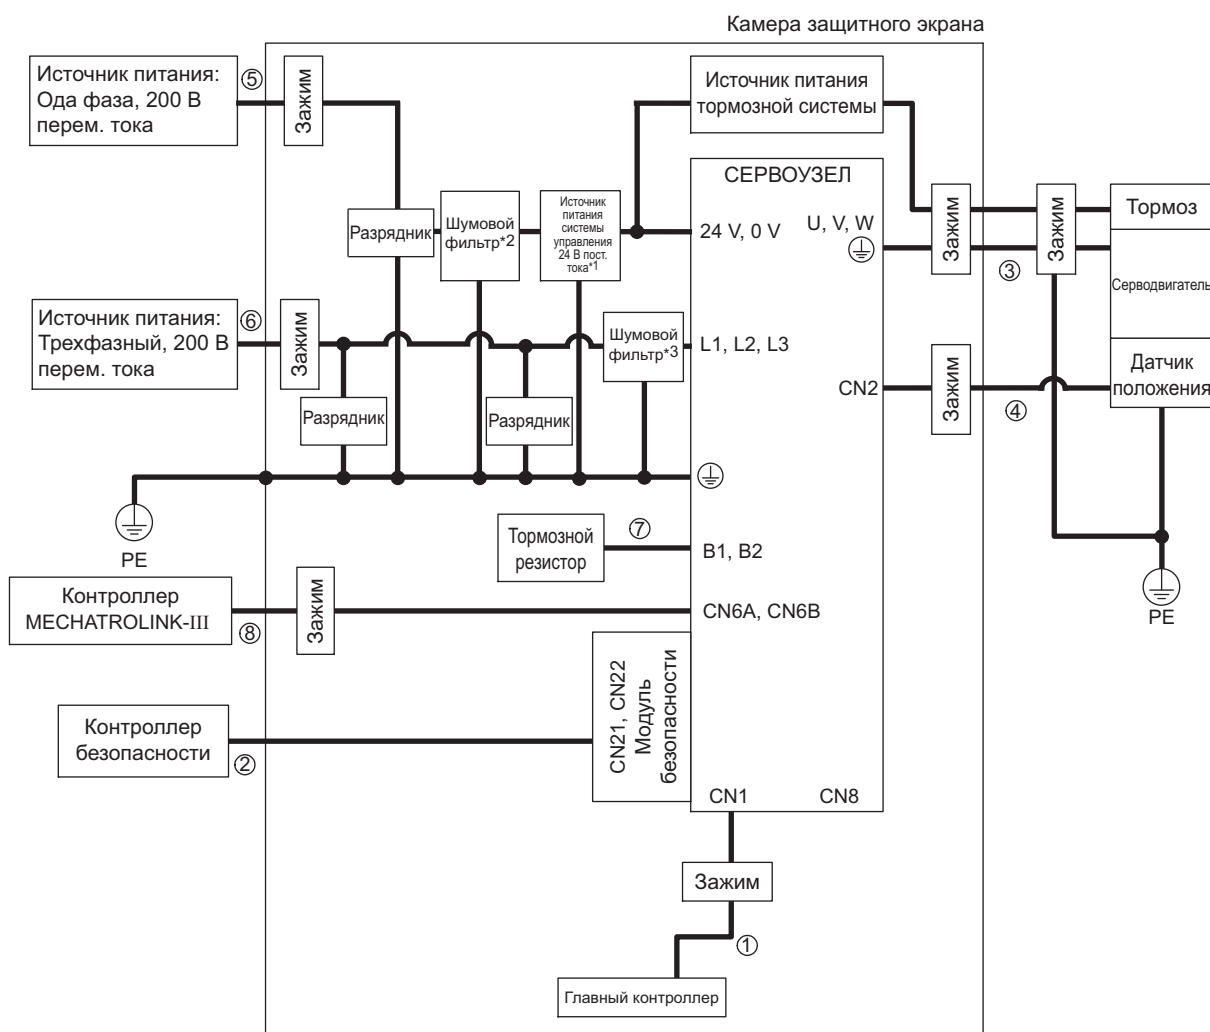 Камера защитного экрана
Источник питания:
Ода фаза, 200 В
перем. тока
⑤
Зажим
Источник питания
тормозной системы
СЕРВОУЗЕЛ
Разрядник
Шумовой
фильтр*2
Источник
питания
системы
управления
24 В пост.
тока*1
24 V, 0 V
U, V, W
Зажим
③
Зажим
Тормоз
Серводвигатель
Источник питания:
Трехфазный, 200 В
перем. тока
⑥
Зажим
Шумовой
фильтр*3
L1, L2, L3
Разрядник
Разрядник
CN2
Зажим
④
Датчик
положения
PE
Тормозной
резистор
⑦
B1, B2
PE
Контроллер
MECHATROLINK-III
⑧
Зажим
CN6A, CN6B
CN21, CN22
Модуль
безопасности
Контроллер
безопасности
②
CN1
CN8
Зажим
①
Главный контроллер